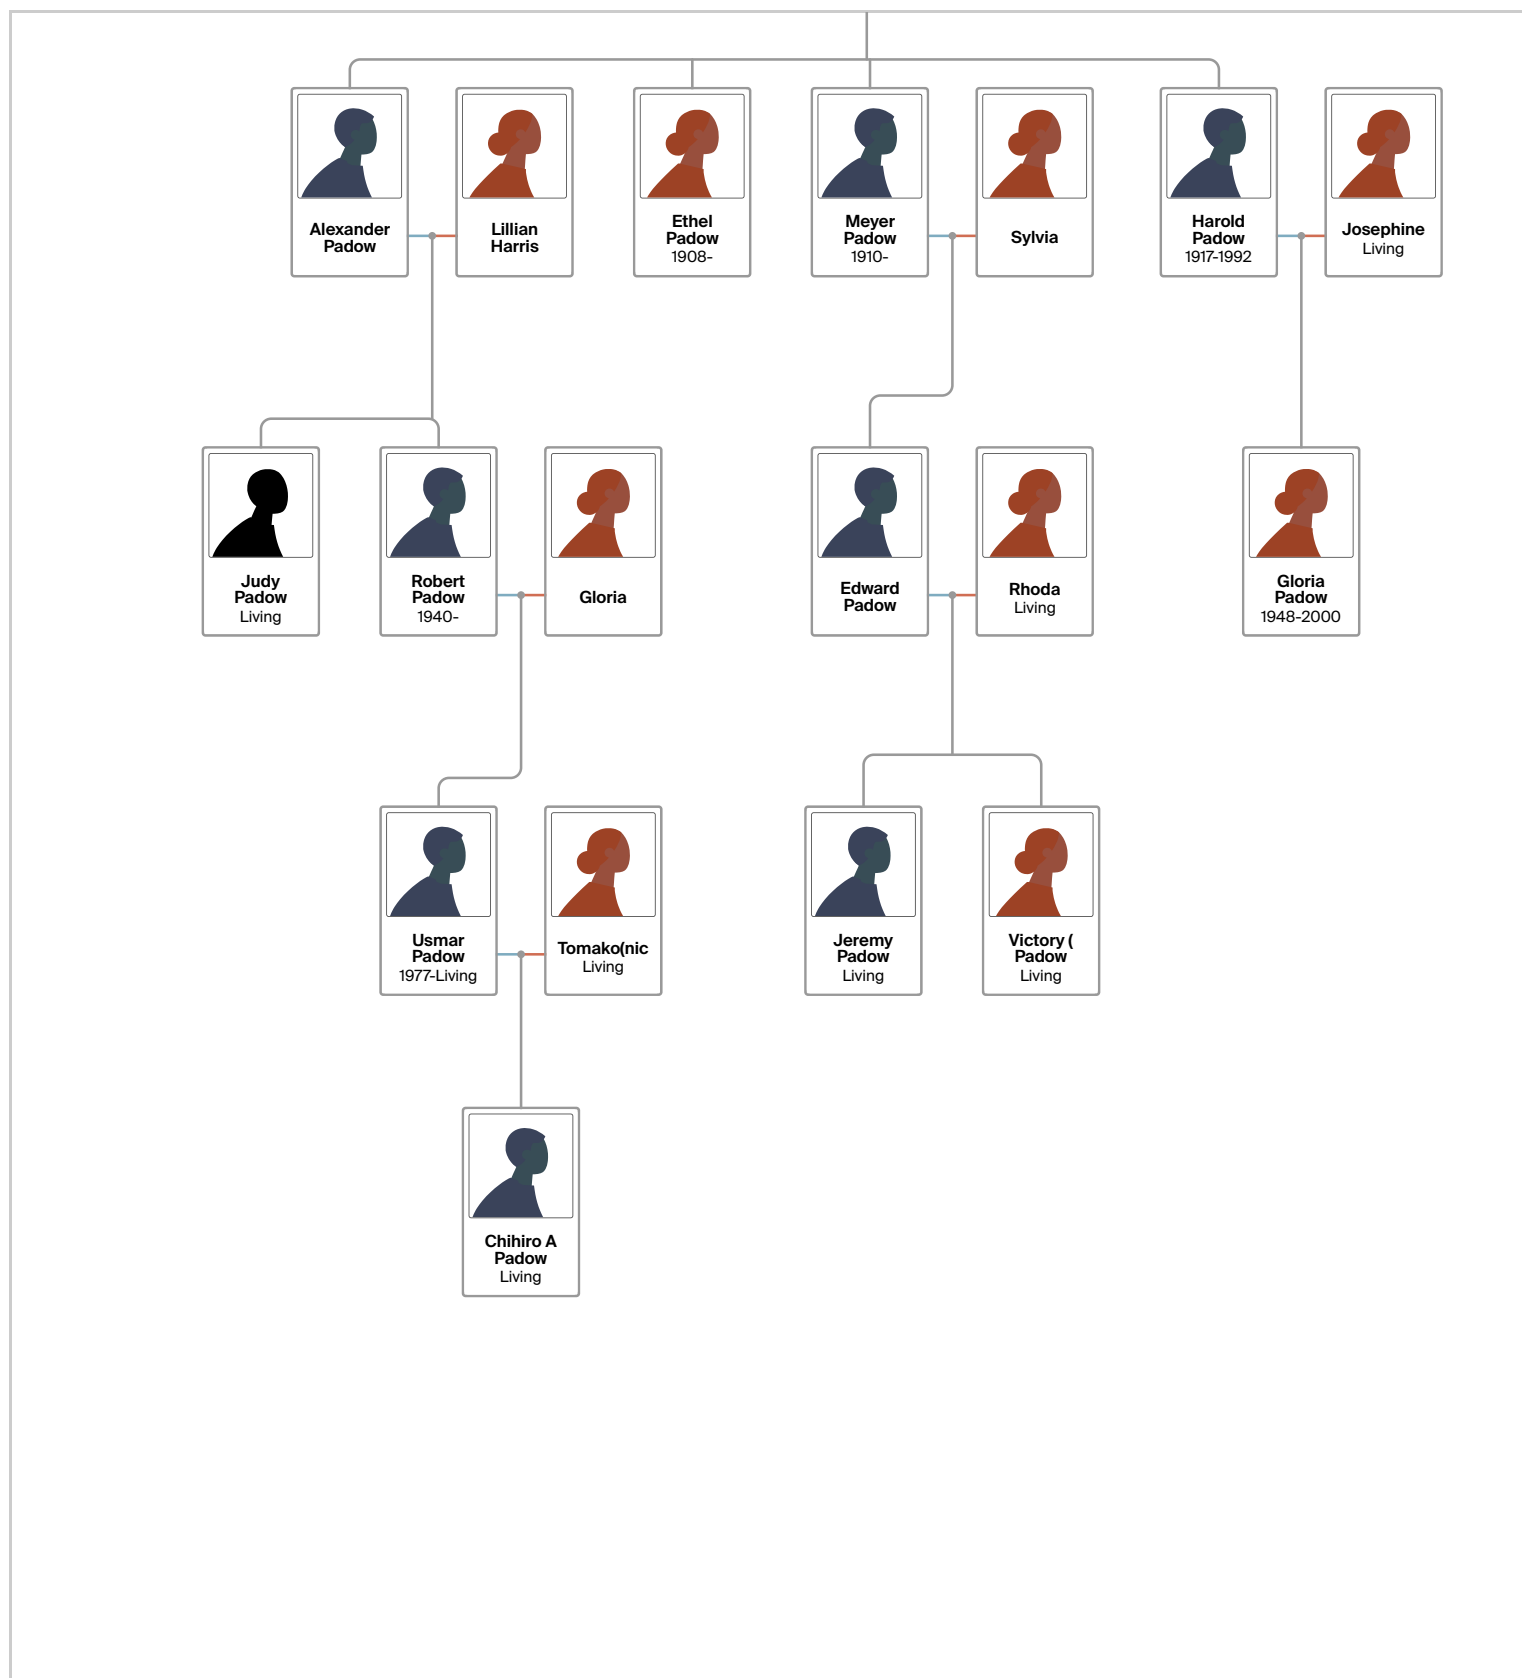 Alexander
Padow
Lillian
Harris
Ethel
Padow
1908-
Meyer
Padow
1910-
Sylvia
Harold
Padow
1917-1992
Josephine
Living
Judy
Padow
Living
Robert
Padow
1940-
Gloria
Edward
Padow
Rhoda
Living
Gloria
Padow
1948-2000
Usmar
Padow
1977-Living
Tomako(nic
Living
Jeremy
Padow
Living
Victory (
Padow
Living
Chihiro A
Padow
Living